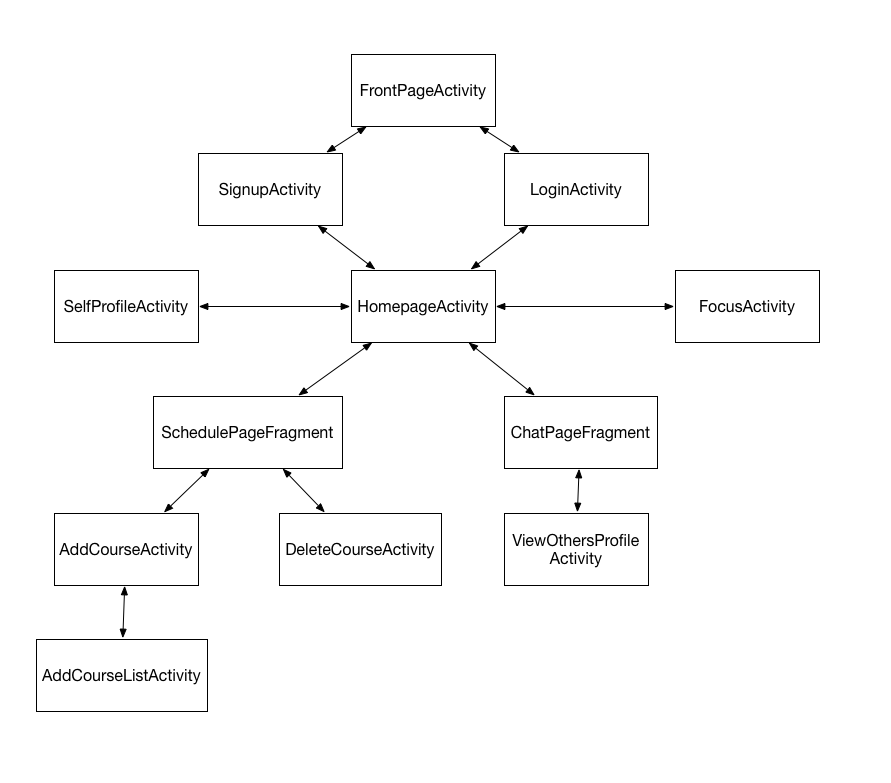 FrontPageActivity
SignupActivity
LoginActivity
SelfProfileActivity
HomepageActivity
FocusActivity
SchedulePageFragment
ChatPageFragment
AddCourseActivity
DeleteCourseActivity
ViewOthersProfile
Activity
AddCourseListActivity